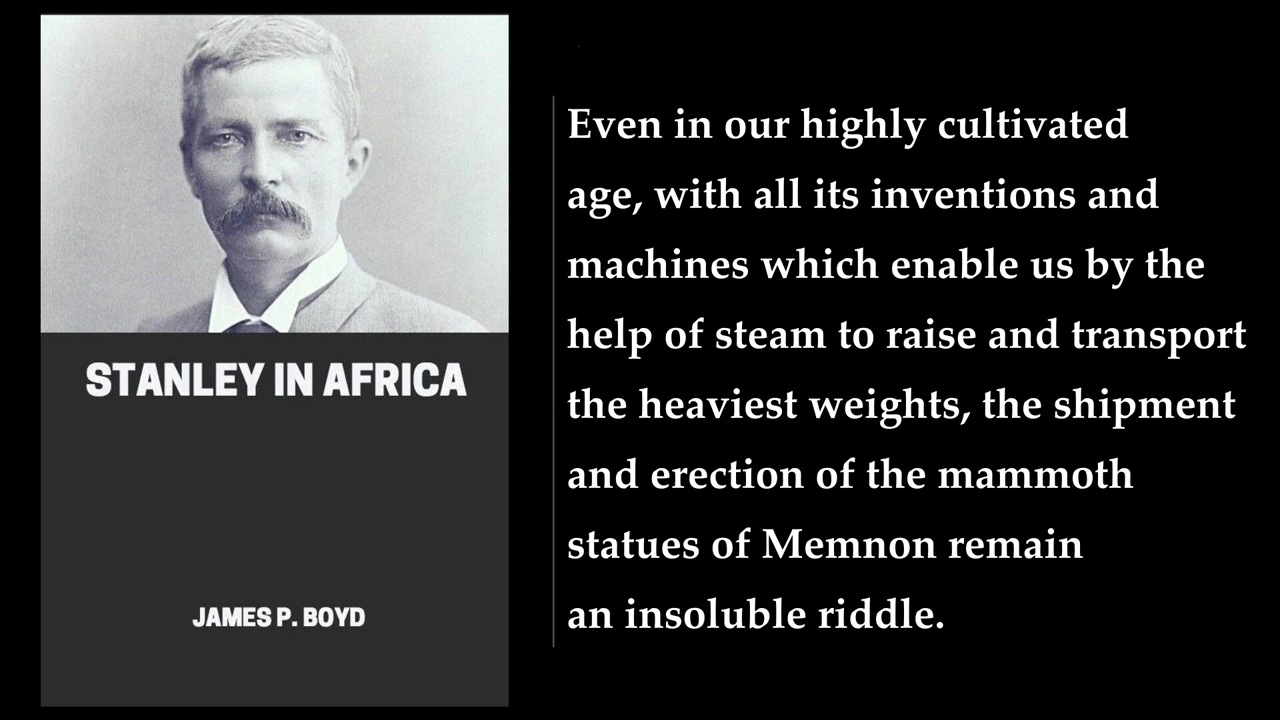 STANLEY IN AFRICA
JAMES P. BOYD
Even in our highly cultivated
age, with all its inventions and
machines which enable us by the
help of steam to raise and transport
the heaviest weights, the shipment
and erection of the mammoth
statues of Memnon remain
an insoluble riddle.